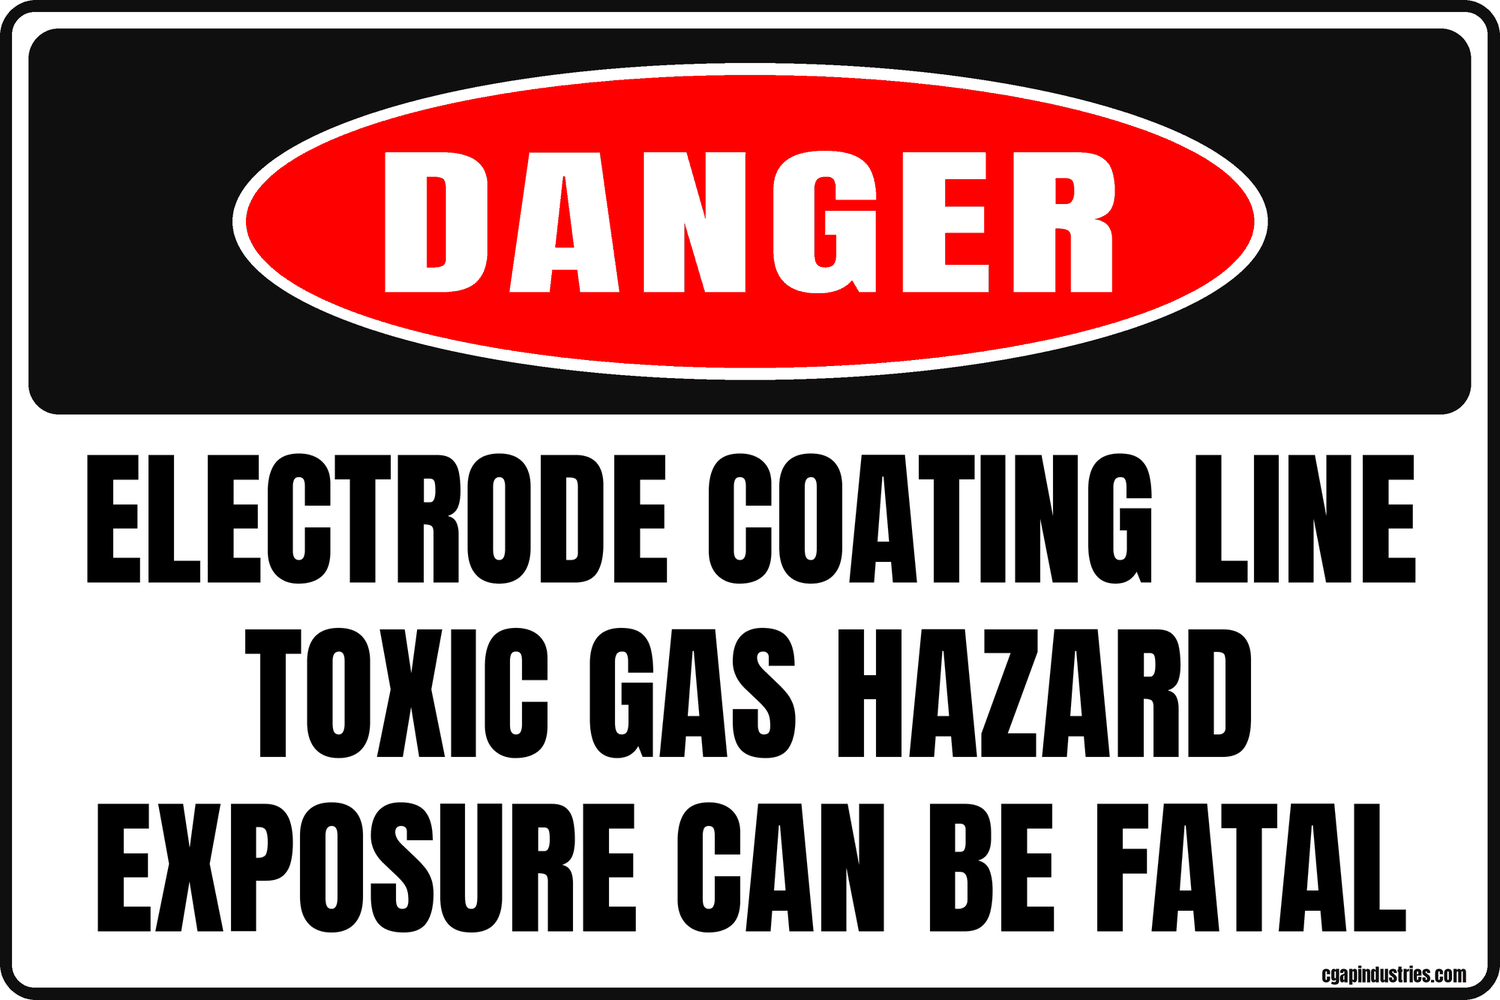 DANGER
ELECTRODE COATING LINE
TOXIC GAS HAZARD
EXPOSURE CAN BE FATAL
cgapindustries.com